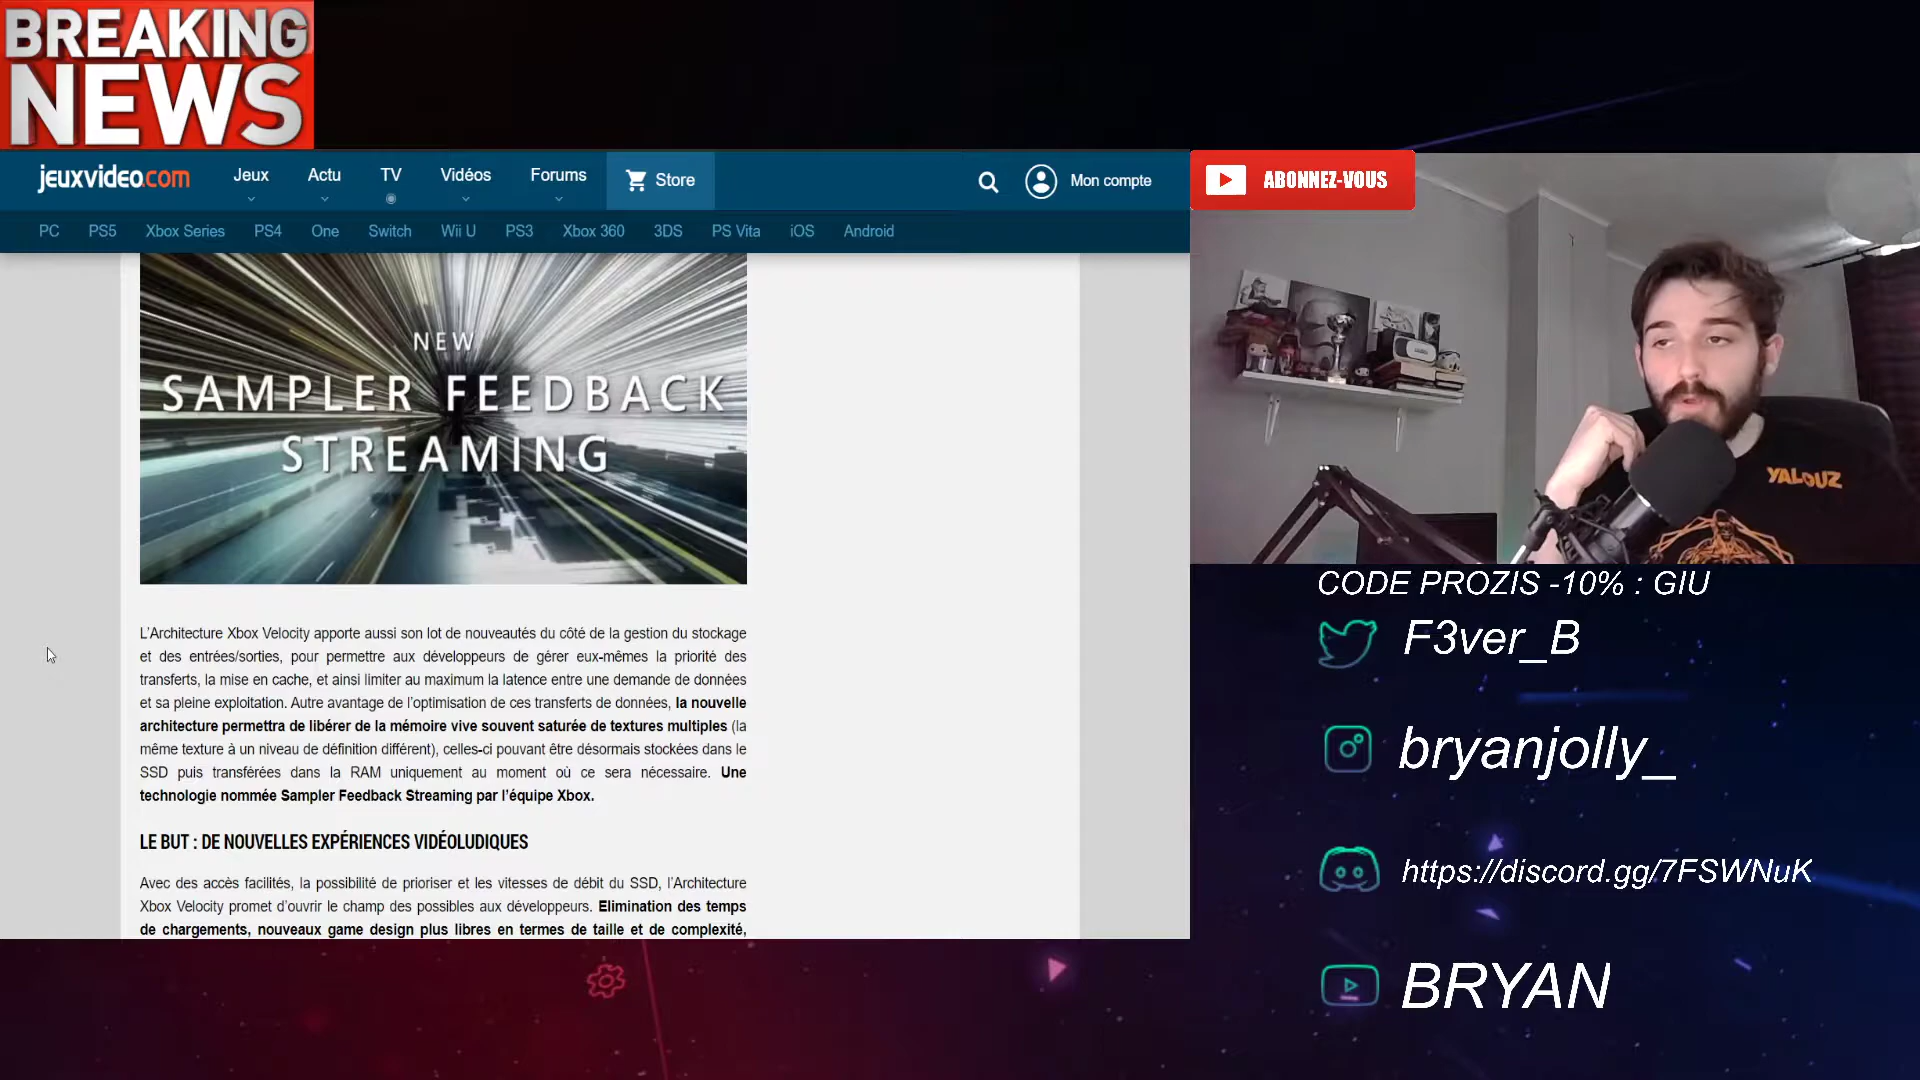 BREAKING
NEWS
jeuxvideo.com
Jeux
Actu
TV
Vidéos
Forums
Store
Mon compte
ABONNEZ-VOUS
PC
PS5
Xbox Series
PS4
One
Switch
Wii U
PS3
Xbox 360
3DS
PS Vita
iOS
Android
NEW
SAMPLER FEEDBACK
STREAMING
L’Architecture Xbox Velocity apporte aussi son lot de nouveautés du côté de la gestion du stockage
et des entrées/sorties, pour permettre aux développeurs de gérer eux-mêmes la priorité des
transferts, la mise en cache, et ainsi limiter au maximum la latence entre une demande de données
et sa pleine exploitation. Autre avantage de l’optimisation de ces transferts de données, la nouvelle
architecture permettra de libérer de la mémoire vive souvent saturée de textures multiples (la
même texture à un niveau de définition différent), celles-ci pouvant être désormais stockées dans le
SSD puis transférées dans la RAM uniquement au moment où ce sera nécessaire. Une
technologie nommée Sampler Feedback Streaming par l’équipe Xbox.
LE BUT : DE NOUVELLES EXPÉRIENCES VIDÉOLUDIQUES
Avec des accès facilités, la possibilité de prioriser et les vitesses de débit du SSD, l’Architecture
Xbox Velocity promet d’ouvrir le champ des possibles aux développeurs. Elimination des temps
de chargements, nouveaux game design plus libres en termes de taille et de complexité,
YALOUZ
CODE PROZIS -10% : GIU
F3ver_B
bryanjolly_
https://discord.gg/7FSWNuK
BRYAN